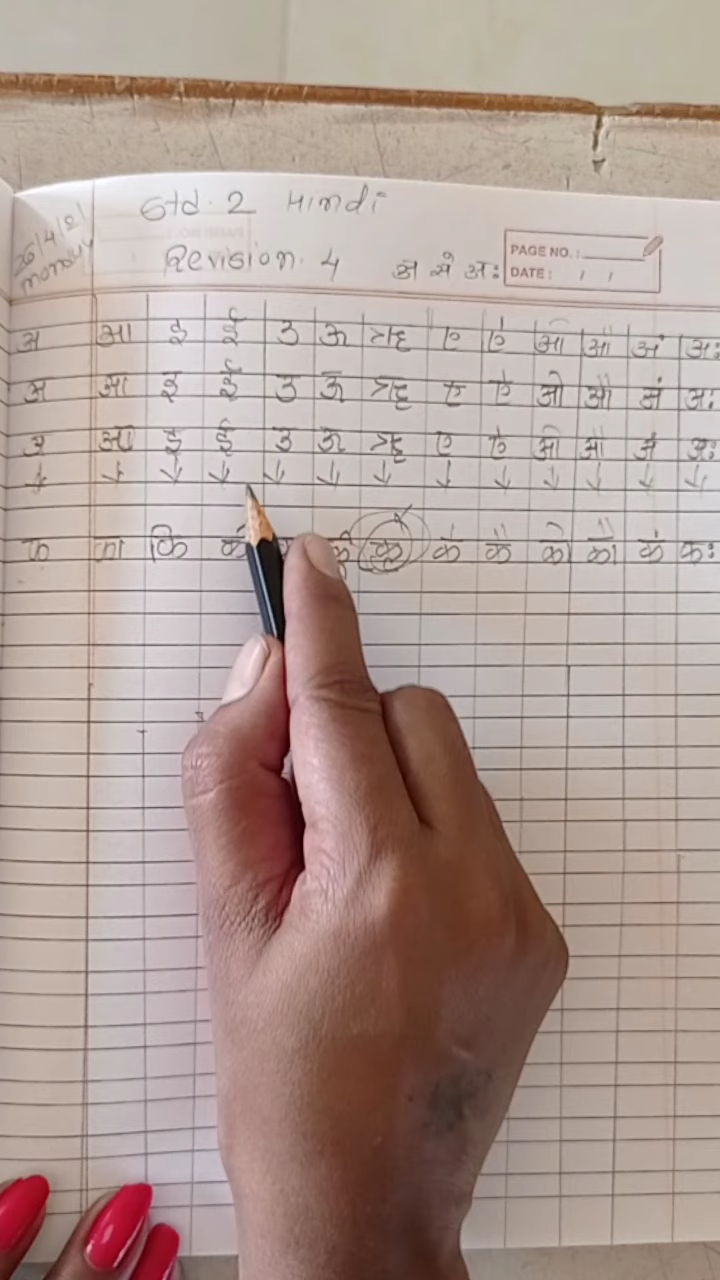 26/4/21
monday
Std. 2 Hindi
Revision. 4 अ से अः
PAGE NO.:
DATE: / /
अ आ इ ई उ ऊ ऋ ए ऐ ओ औ अं अः
अ आ इ ई उ ऊ ऋ ए ऐ ओ औ अं अः
अ आ इ ई उ ऊ ऋ ए ऐ ओ औ अं अः
↓ ↓ ↓ ↓ ↓ ↓ ↓ ↓ ↓ ↓ ↓ ↓ ↓
क का कि की कू के कै को कौ कं कः